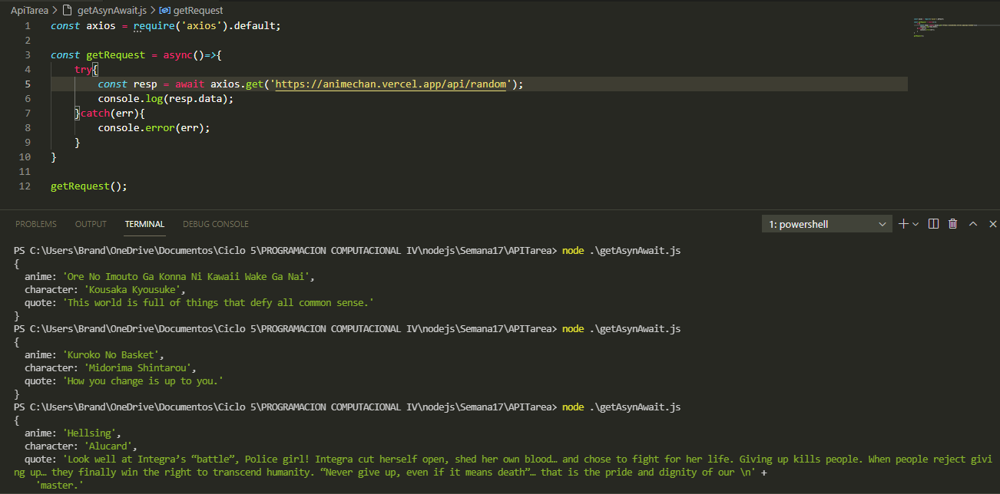 ApiTarea > getAsynAwait.js > getRequest
1 const axios = require('axios').default;
2
3 const getRequest = async()=>{
4 try{
5 const resp = await axios.get('https://animechan.vercel.app/api/random');
6 console.log(resp.data);
7 }catch(err){
8 console.error(err);
9 }
10 }
11
12 getRequest();
PROBLEMS OUTPUT TERMINAL DEBUG CONSOLE 1: powershell
PS C:\Users\Brand\OneDrive\Documentos\Ciclo 5\PROGRAMACION COMPUTACIONAL IV\nodejs\Semana17\APITarea> node .\getAsynAwait.js
{
anime: 'Ore No Imouto Ga Konna Ni Kawaii Wake Ga Nai',
character: 'Kousaka Kyousuke',
quote: 'This world is full of things that defy all common sense.'
}
PS C:\Users\Brand\OneDrive\Documentos\Ciclo 5\PROGRAMACION COMPUTACIONAL IV\nodejs\Semana17\APITarea> node .\getAsynAwait.js
{
anime: 'Kuroko No Basket',
character: 'Midorima Shintarou',
quote: 'How you change is up to you.'
}
PS C:\Users\Brand\OneDrive\Documentos\Ciclo 5\PROGRAMACION COMPUTACIONAL IV\nodejs\Semana17\APITarea> node .\getAsynAwait.js
{
anime: 'Hellsing',
character: 'Alucard',
quote: 'Look well at Integra’s “battle”, Police girl! Integra cut herself open, shed her own blood… and chose to fight for her life. Giving up kills people. When people reject givi
ng up… they finally win the right to transcend humanity. “Never give up, even if it means death”… that is the pride and dignity of our \n' +
'master.'